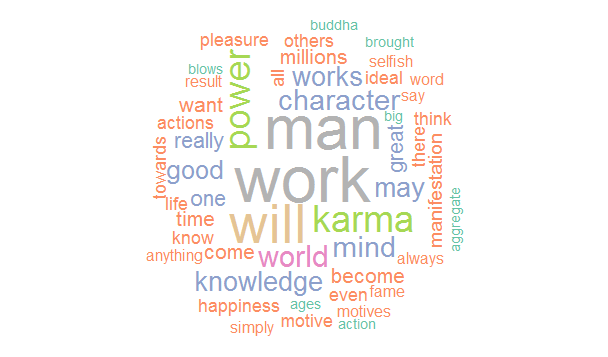 buddha
pleasure others brought
blows millions selfish
result power all works ideal word
want character say
actions man big think
really great there
towards good work may manifestation
life one will karma aggregate
time
know come world mind always
anything
knowledge become
happiness ages even fame
simply motive motives
action